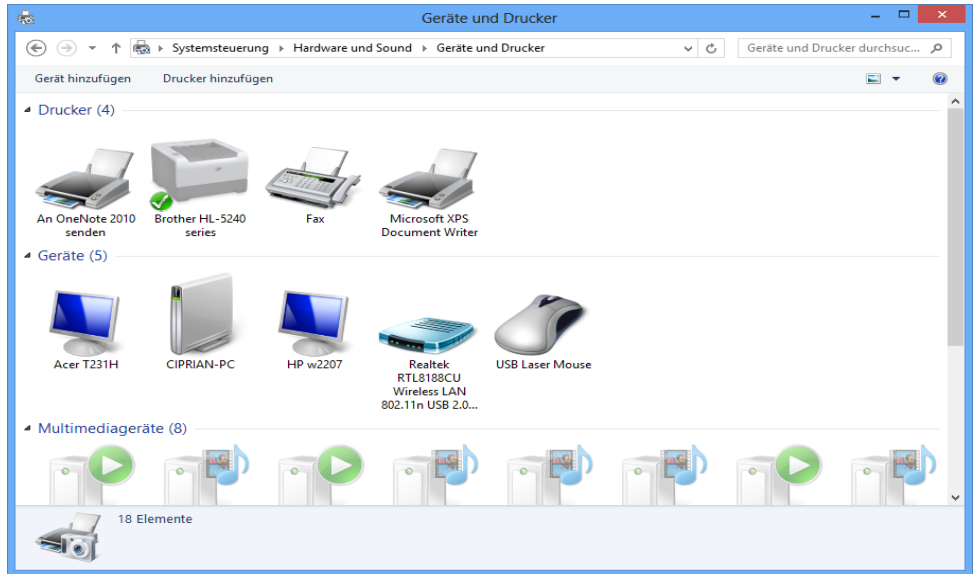 Geräte und Drucker
Systemsteuerung Hardware und Sound Geräte und Drucker
Geräte und Drucker durchsuc...
Gerät hinzufügen Drucker hinzufügen
Drucker (4)
An OneNote 2010
senden
Brother HL-5240
series
Fax
Microsoft XPS
Document Writer
Geräte (5)
Acer T231H
CIPRIAN-PC
HP w2207
Realtek
RTL8188CU
Wireless LAN
802.11n USB 2.0...
USB Laser Mouse
Multimediageräte (8)
18 Elemente